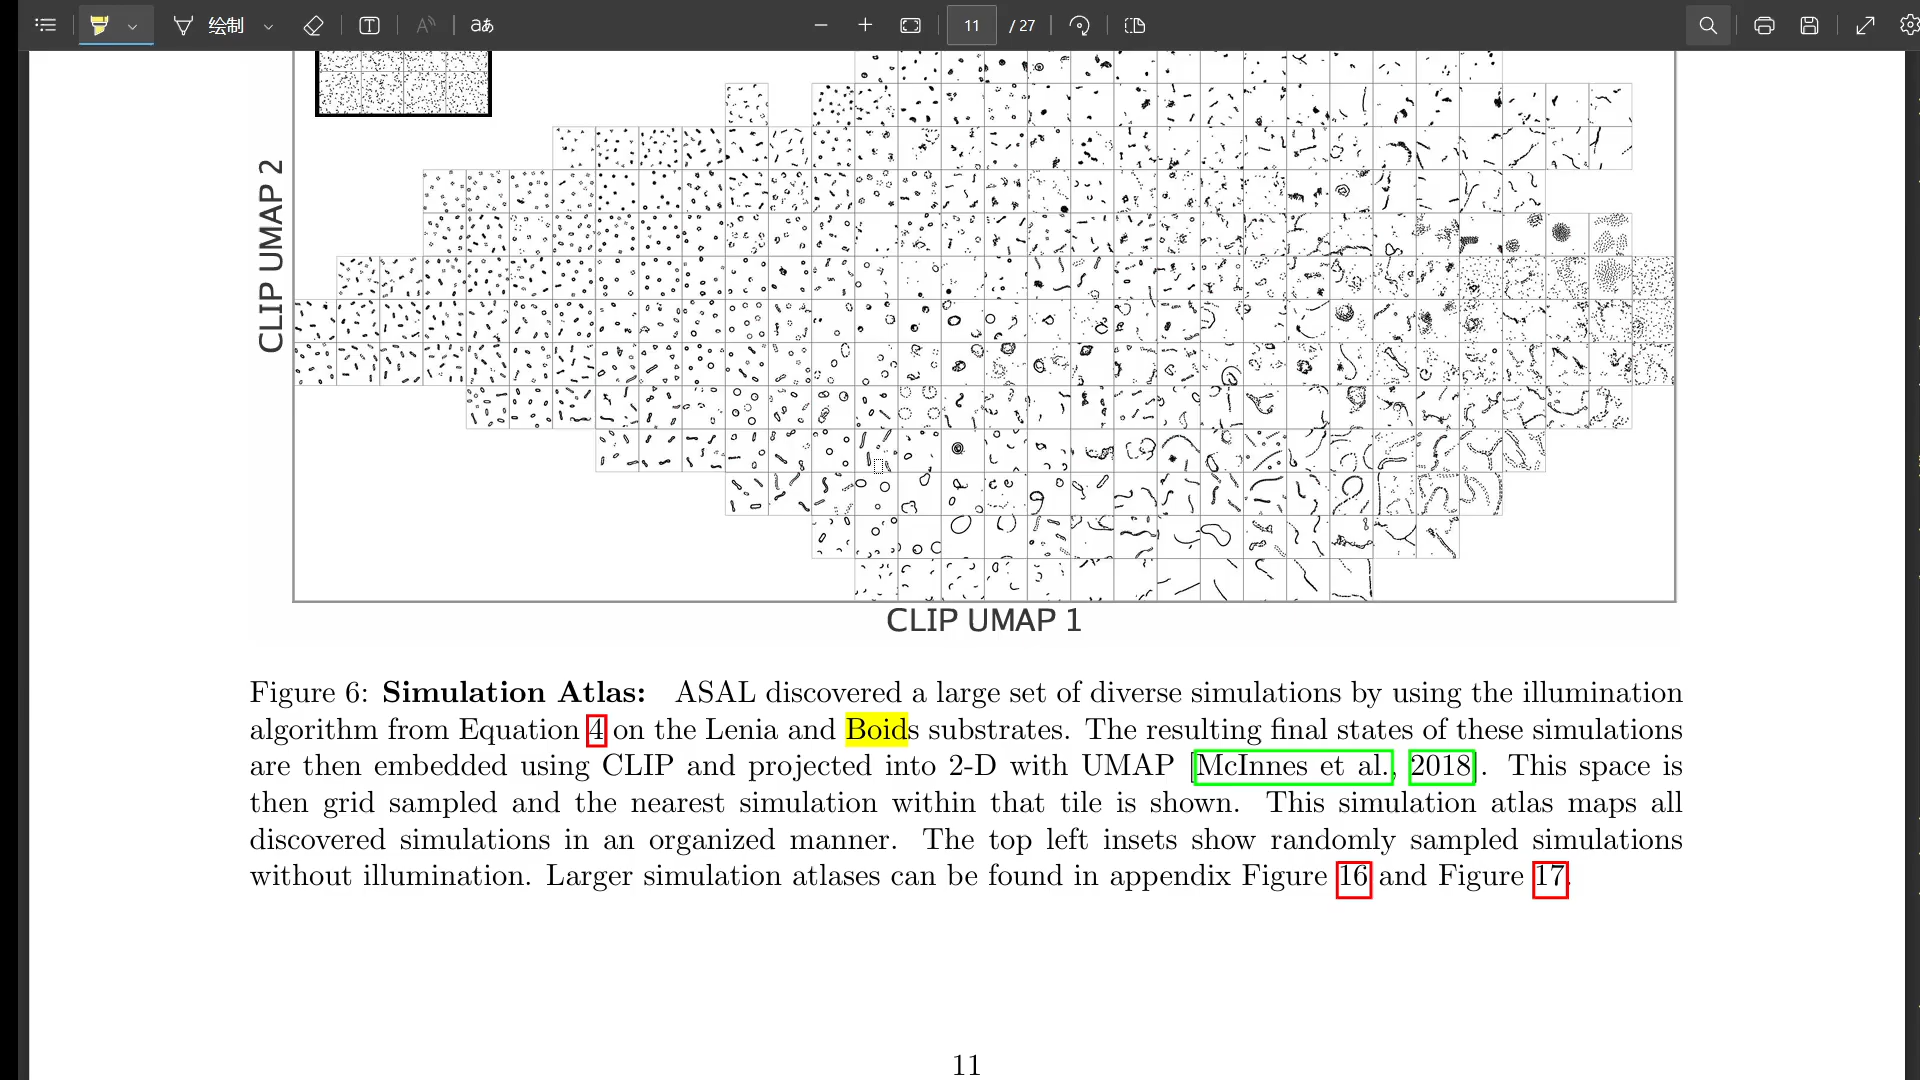 绘制
aあ
11 / 27
CLIP UMAP 2
CLIP UMAP 1
Figure 6: Simulation Atlas: ASAL discovered a large set of diverse simulations by using the illumination
algorithm from Equation 4 on the Lenia and Boids substrates. The resulting final states of these simulations
are then embedded using CLIP and projected into 2-D with UMAP [McInnes et al., 2018]. This space is
then grid sampled and the nearest simulation within that tile is shown. This simulation atlas maps all
discovered simulations in an organized manner. The top left insets show randomly sampled simulations
without illumination. Larger simulation atlases can be found in appendix Figure 16 and Figure 17.
11